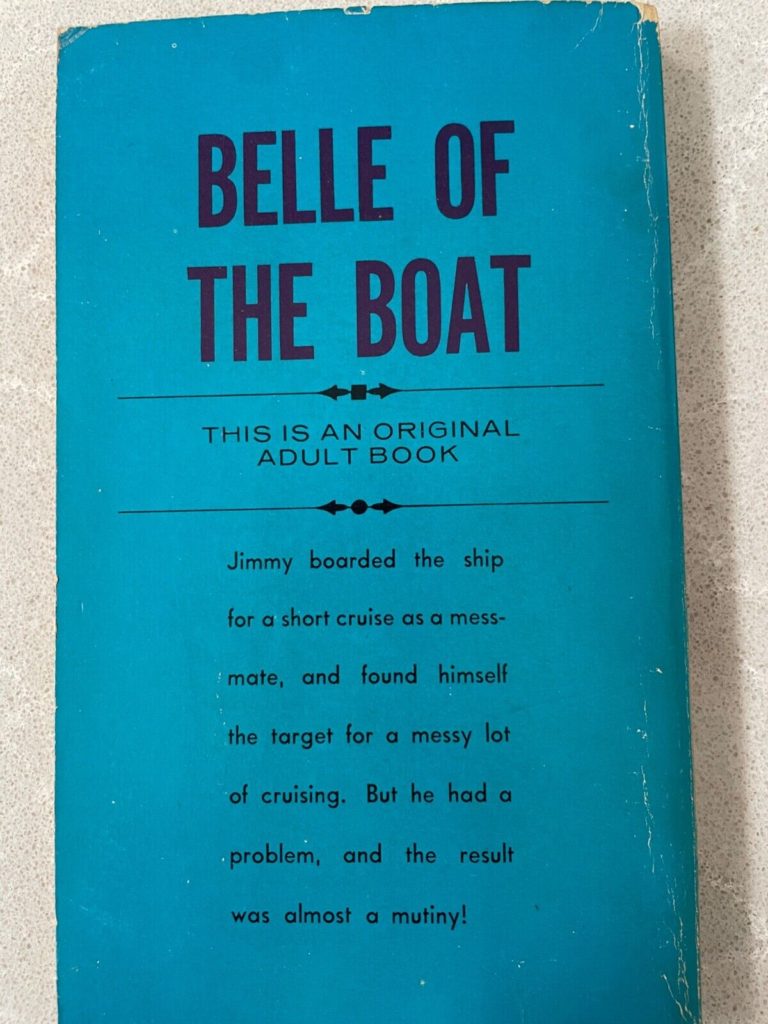 BELLE OF
THE BOAT
THIS IS AN ORIGINAL
ADULT BOOK
Jimmy boarded the ship
for a short cruise as a mess-
mate, and found himself
the target for a messy lot
of cruising. But he had a
problem, and the result
was almost a mutiny!